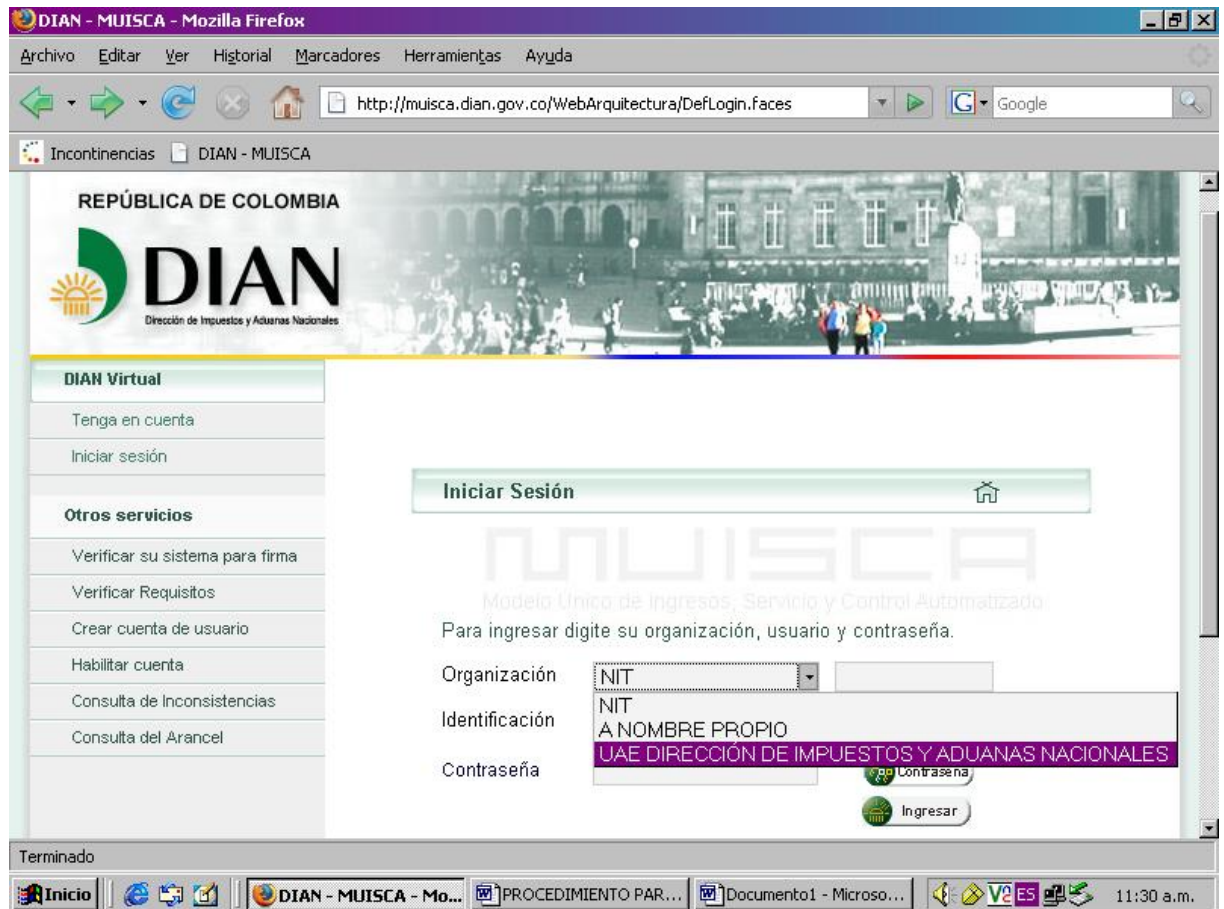 DIAN - MUISCA - Mozilla Firefox
Archivo Editar Ver Historial Marcadores Herramientas Ayuda
http://muisca.dian.gov.co/WebArquitectura/DefLogin.faces
G Google
Incontinencias DIAN - MUISCA
REPÚBLICA DE COLOMBIA
DIAN
Dirección de Impuestos y Aduanas Nacionales
DIAN Virtual
Tenga en cuenta
Iniciar sesión
Otros servicios
Verificar su sistema para firma
Verificar Requisitos
Crear cuenta de usuario
Habilitar cuenta
Consulta de Inconsistencias
Consulta del Arancel
Iniciar Sesión
MUISCA
Modelo Unico de Ingresos, Servicio y Control Automatizado
Para ingresar digite su organización, usuario y contraseña.
Organización NIT
NIT
A NOMBRE PROPIO
UAE DIRECCIÓN DE IMPUESTOS Y ADUANAS NACIONALES
Identificación
Contraseña
Contraseña
Ingresar
Terminado
Inicio DIAN - MUISCA - Mo... PROCEDIMIENTO PAR... Documento1 - Microso... V2 ES 11:30 a.m.